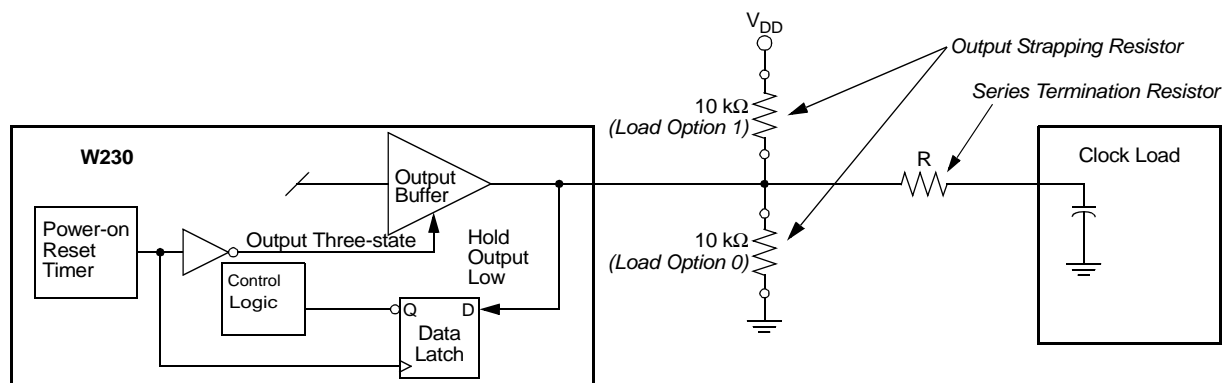 V_DD
Output Strapping Resistor
Series Termination Resistor
10 kΩ
(Load Option 1)
W230
Output
Buffer
R
Clock Load
Power-on
Reset
Timer
Output Three-state
Hold
Output
Low
10 kΩ
(Load Option 0)
Control
Logic
Q D
Data
Latch